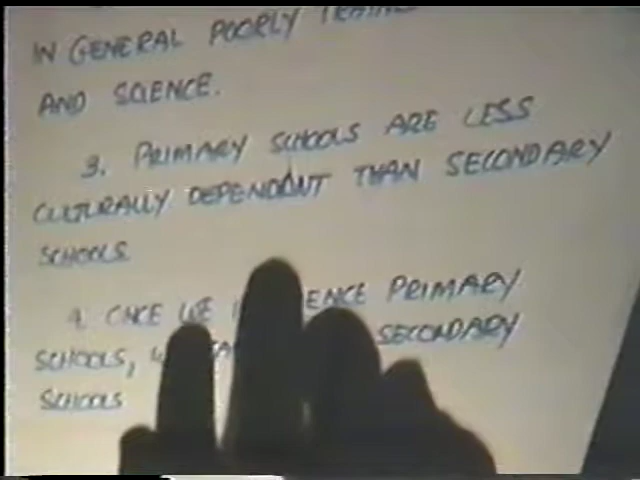 IN GENERAL POORLY
AND SCIENCE.
3. PRIMARY SCHOOLS ARE LESS
CULTURALLY DEPENDANT THAN SECONDARY
SCHOOLS
4. ONCE WE ENCE PRIMARY
SCHOOLS, SECONDARY
SCHOOLS